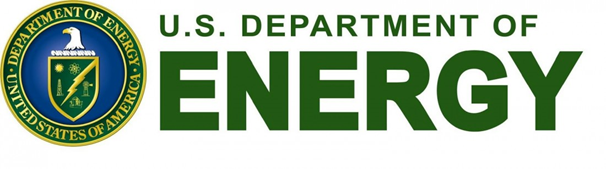 DEPARTMENT OF ENERGY
UNITED STATES OF AMERICA
U.S. DEPARTMENT OF
ENERGY